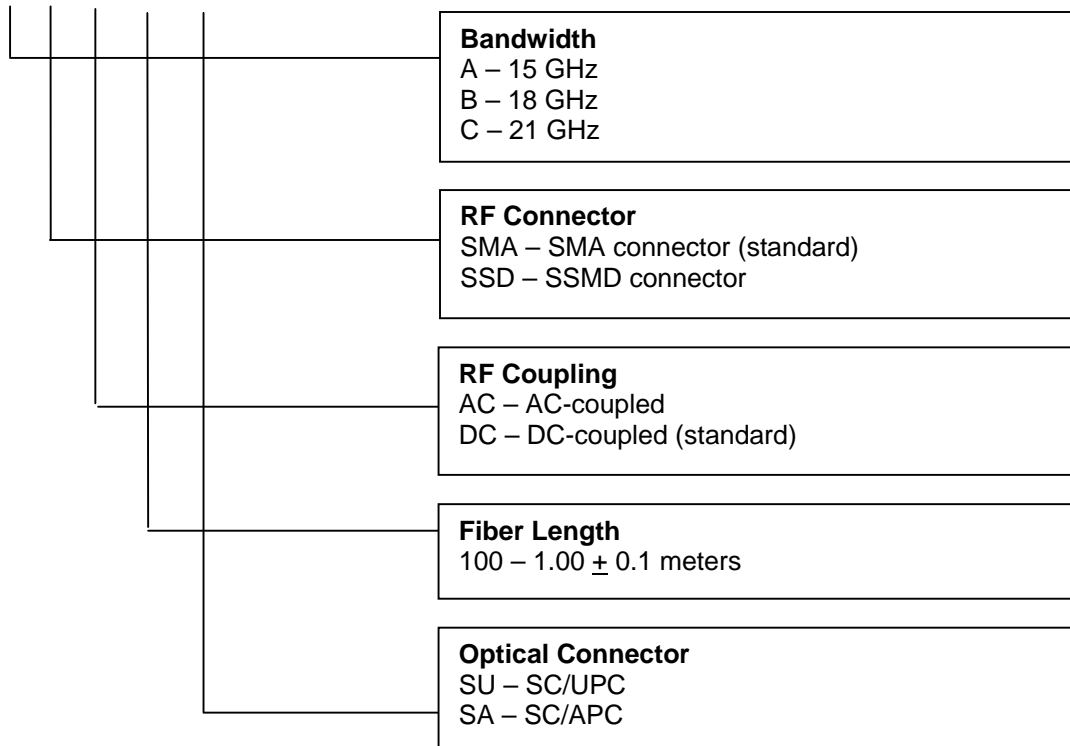 Bandwidth
A – 15 GHz
B – 18 GHz
C – 21 GHz
RF Connector
SMA – SMA connector (standard)
SSD – SSMD connector
RF Coupling
AC – AC-coupled
DC – DC-coupled (standard)
Fiber Length
100 – 1.00 ± 0.1 meters
Optical Connector
SU – SC/UPC
SA – SC/APC